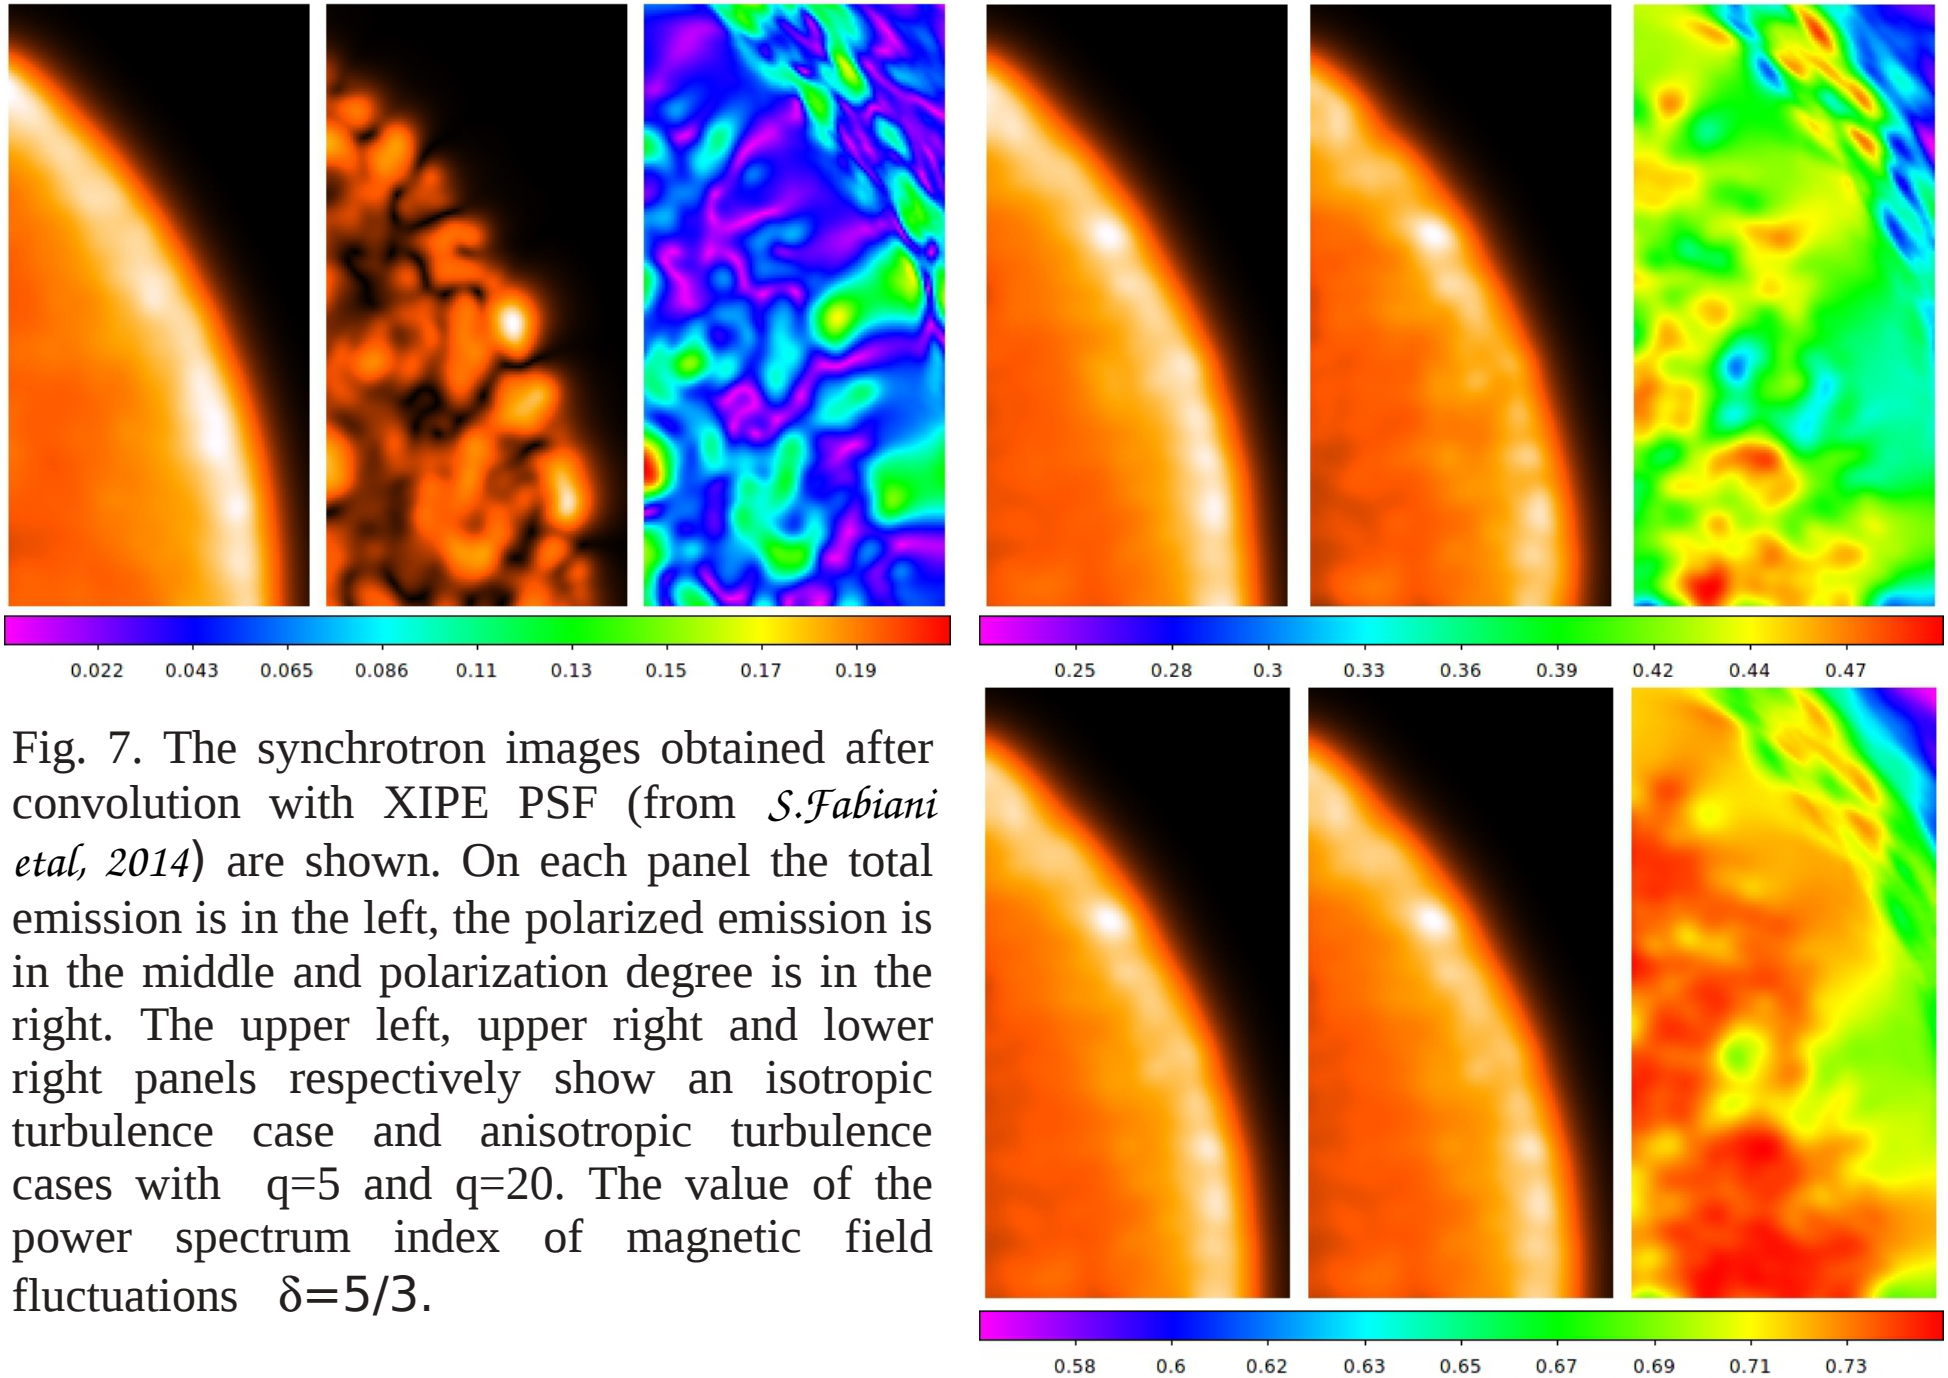 0.022 0.043 0.065 0.086 0.11 0.13 0.15 0.17 0.19
0.25 0.28 0.3 0.33 0.36 0.39 0.42 0.44 0.47
Fig. 7. The synchrotron images obtained after
convolution with XIPE PSF (from S.Fabiani
etal, 2014) are shown. On each panel the total
emission is in the left, the polarized emission is
in the middle and polarization degree is in the
right. The upper left, upper right and lower
right panels respectively show an isotropic
turbulence case and anisotropic turbulence
cases with q=5 and q=20. The value of the
power spectrum index of magnetic field
fluctuations δ=5/3.
0.58 0.6 0.62 0.63 0.65 0.67 0.69 0.71 0.73